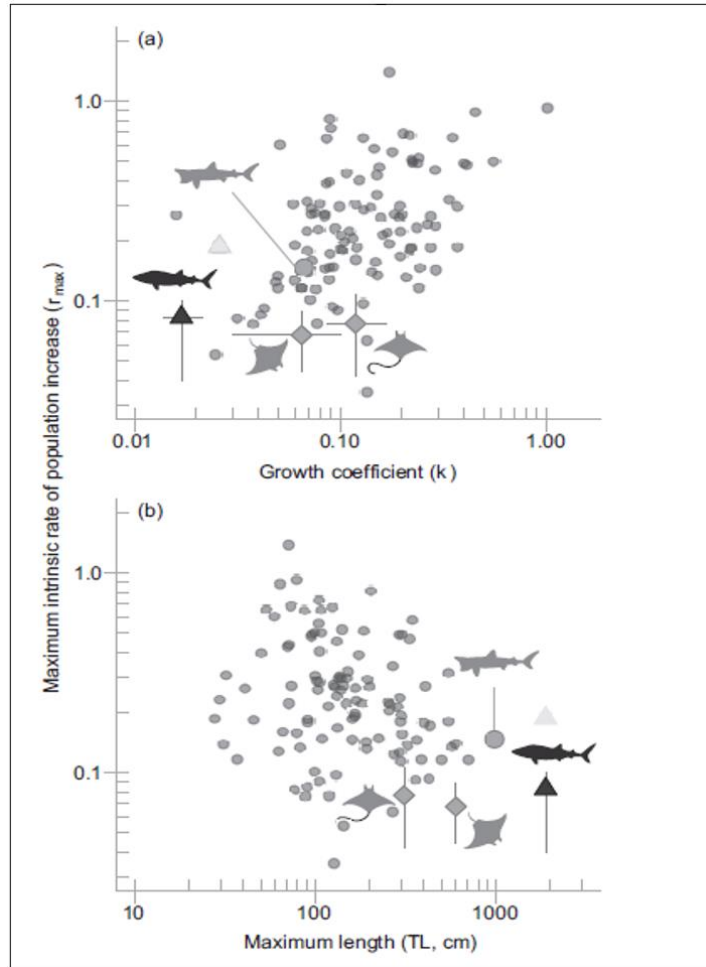 (a)
1.0
0.1
0.01 0.10 1.00
Growth coefficient (k)
Maximum intrinsic rate of population increase (rmax)
(b)
1.0
0.1
10 100 1000
Maximum length (TL, cm)